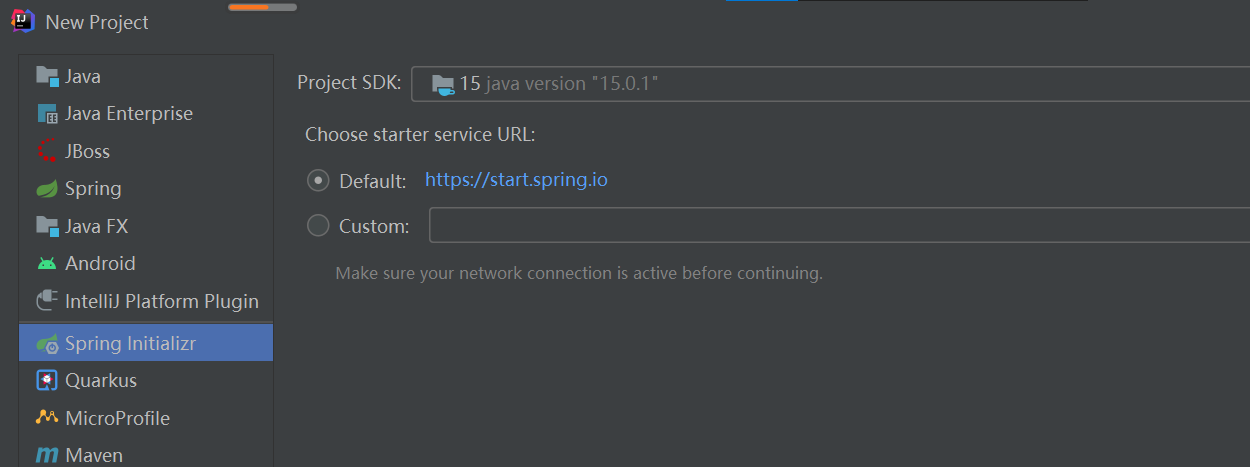 New Project
Java
Java Enterprise
JBoss
Spring
Java FX
Android
IntelliJ Platform Plugin
Spring Initializr
Quarkus
MicroProfile
Maven
Project SDK: 15 java version "15.0.1"
Choose starter service URL:
Default: https://start.spring.io
Custom:
Make sure your network connection is active before continuing.